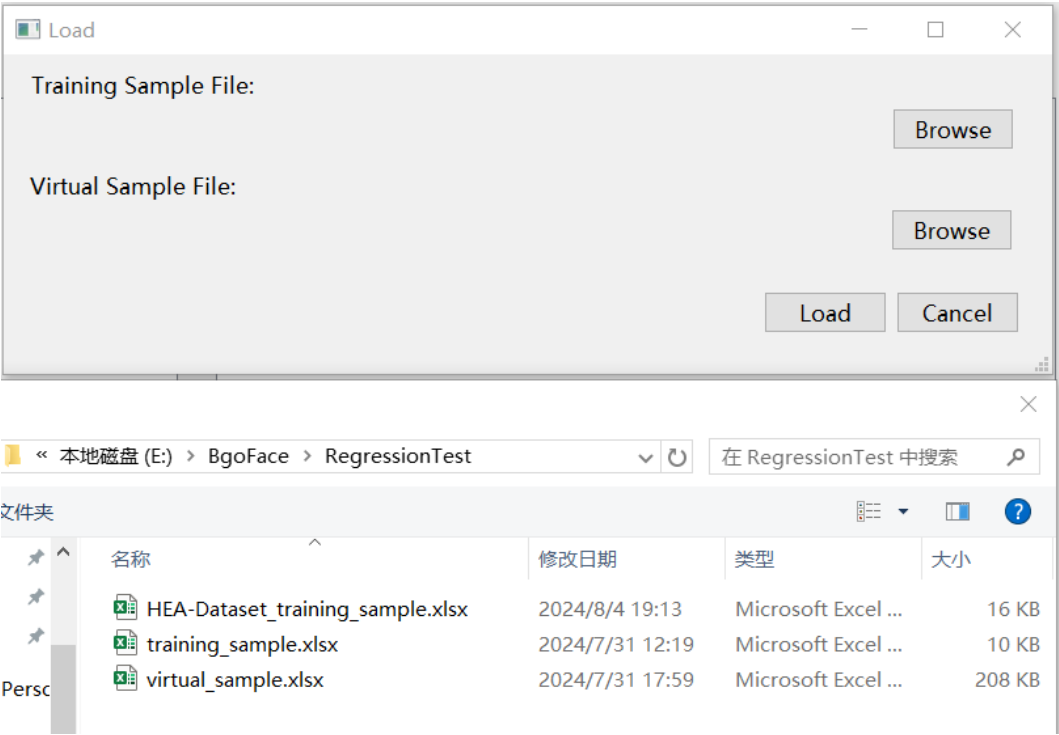 Load
Training Sample File:
Browse
Virtual Sample File:
Browse
Load Cancel
« 本地磁盘 (E:) > BgoFace > RegressionTest 在 RegressionTest 中搜索
文件夹
名称 修改日期 类型 大小
HEA-Dataset_training_sample.xlsx 2024/8/4 19:13 Microsoft Excel ... 16 KB
training_sample.xlsx 2024/7/31 12:19 Microsoft Excel ... 10 KB
virtual_sample.xlsx 2024/7/31 17:59 Microsoft Excel ... 208 KB